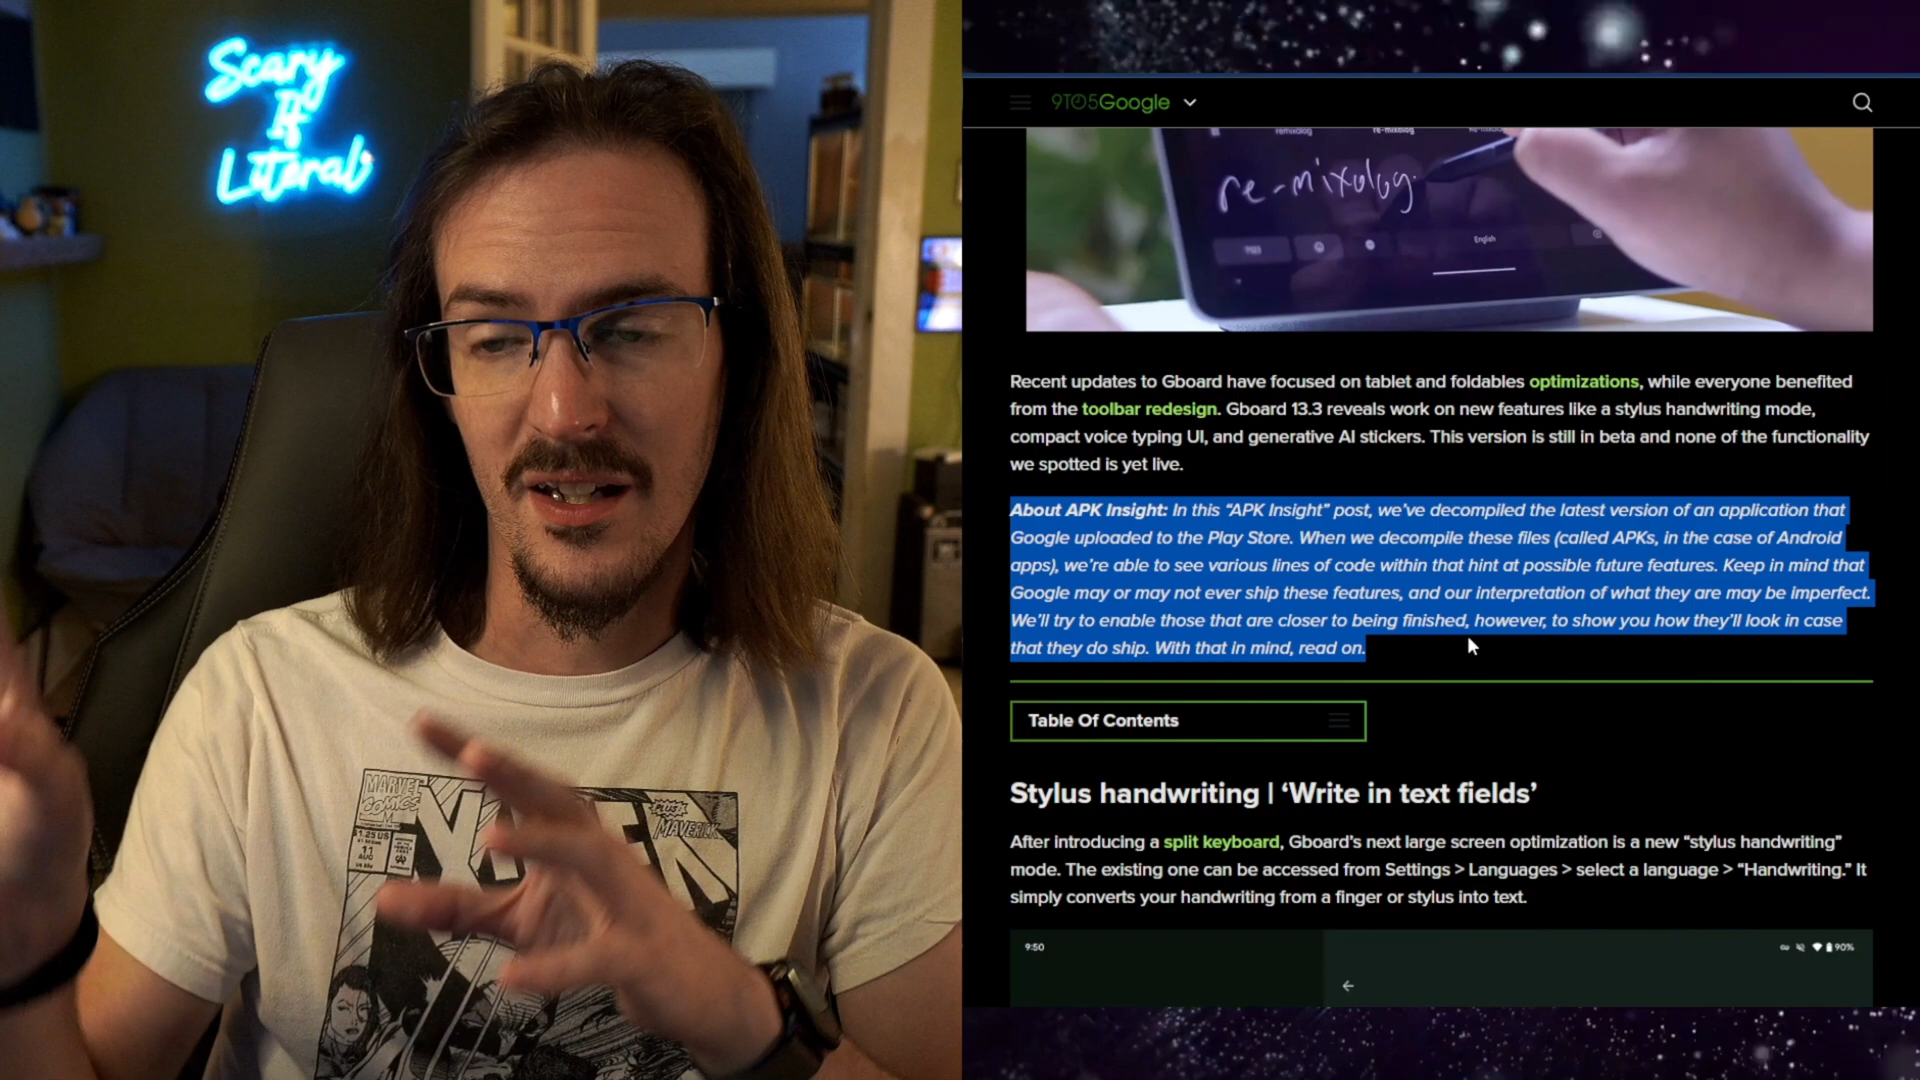 Scary
If
Literal
MARVEL
COMICS
$1.25 US
11
AUG
PLUS
MAVERICK
9TO5Google
remixolog
re-mixolog
re-mixolog
English
Recent updates to Gboard have focused on tablet and foldables optimizations, while everyone benefited
from the toolbar redesign. Gboard 13.3 reveals work on new features like a stylus handwriting mode,
compact voice typing UI, and generative AI stickers. This version is still in beta and none of the functionality
we spotted is yet live.
About APK Insight: In this “APK Insight” post, we’ve decompiled the latest version of an application that
Google uploaded to the Play Store. When we decompile these files (called APKs, in the case of Android
apps), we’re able to see various lines of code within that hint at possible future features. Keep in mind that
Google may or may not ever ship these features, and our interpretation of what they are may be imperfect.
We’ll try to enable those that are closer to being finished, however, to show you how they’ll look in case
that they do ship. With that in mind, read on.
Table Of Contents
Stylus handwriting | ‘Write in text fields’
After introducing a split keyboard, Gboard’s next large screen optimization is a new “stylus handwriting”
mode. The existing one can be accessed from Settings > Languages > select a language > “Handwriting.” It
simply converts your handwriting from a finger or stylus into text.
9:50
90%